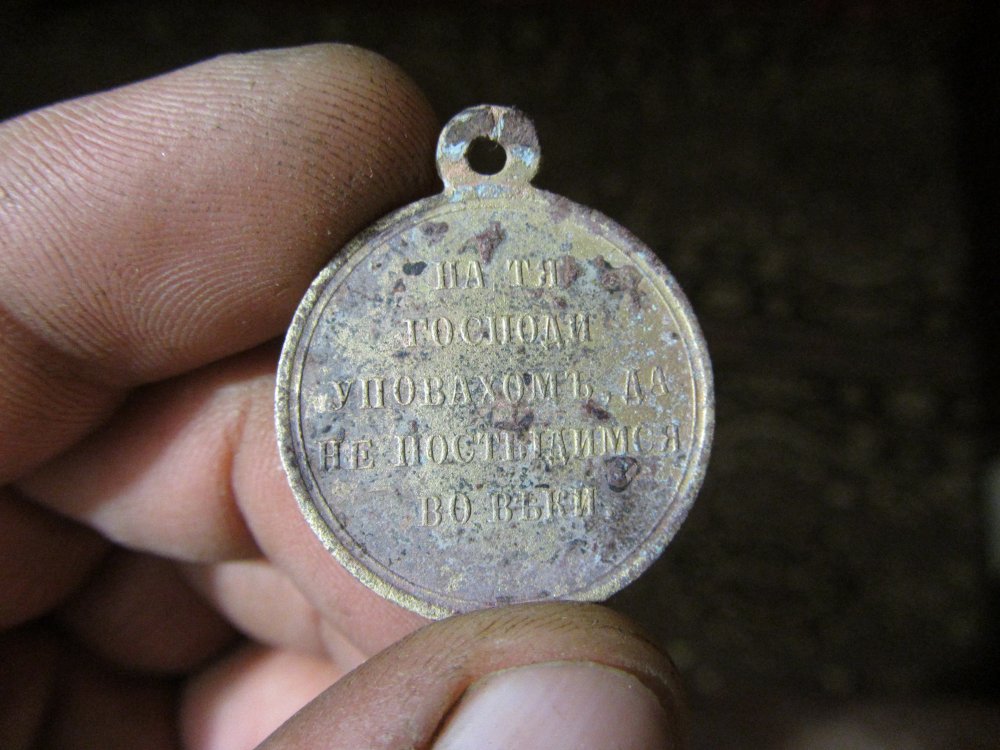 НА ТЯ
ГОСПОДИ
УПОВАХОМЪ, ДА
НЕ ПОСТЫДИМСЯ
ВО ВѢКИ.